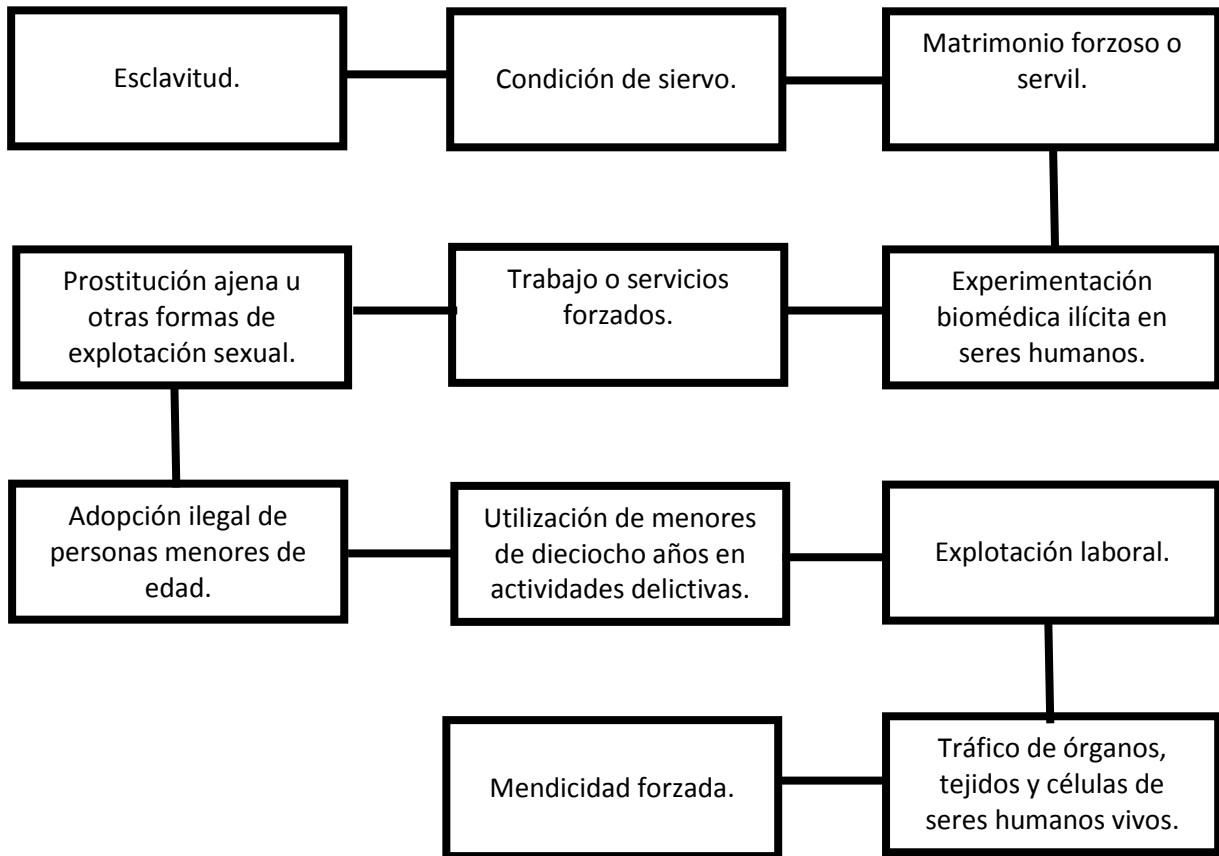 Esclavitud.
Condición de siervo.
Matrimonio forzoso o
servil.
Prostitución ajena u
otras formas de
explotación sexual.
Trabajo o servicios
forzados.
Experimentación
biomédica ilícita en
seres humanos.
Adopción ilegal de
personas menores de
edad.
Utilización de menores
de dieciocho años en
actividades delictivas.
Explotación laboral.
Mendicidad forzada.
Tráfico de órganos,
tejidos y células de
seres humanos vivos.